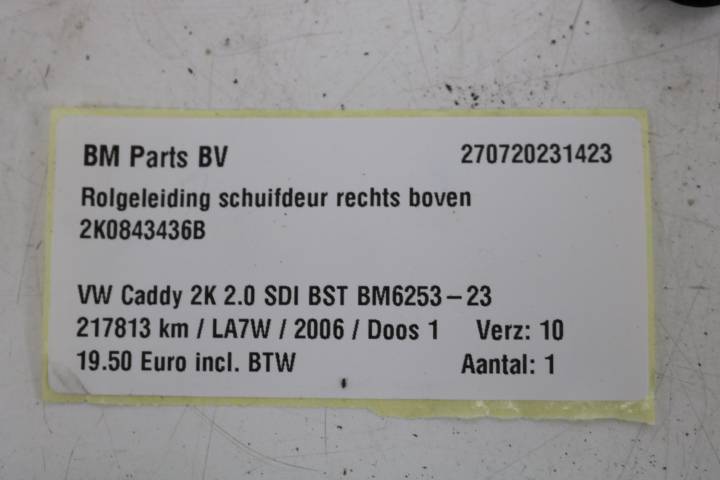 BM Parts BV 270720231423
Rolgeleiding schuifdeur rechts boven
2K0843436B
VW Caddy 2K 2.0 SDI BST BM6253-23
217813 km / LA7W / 2006 / Doos 1 Verz: 10
19.50 Euro incl. BTW Aantal: 1